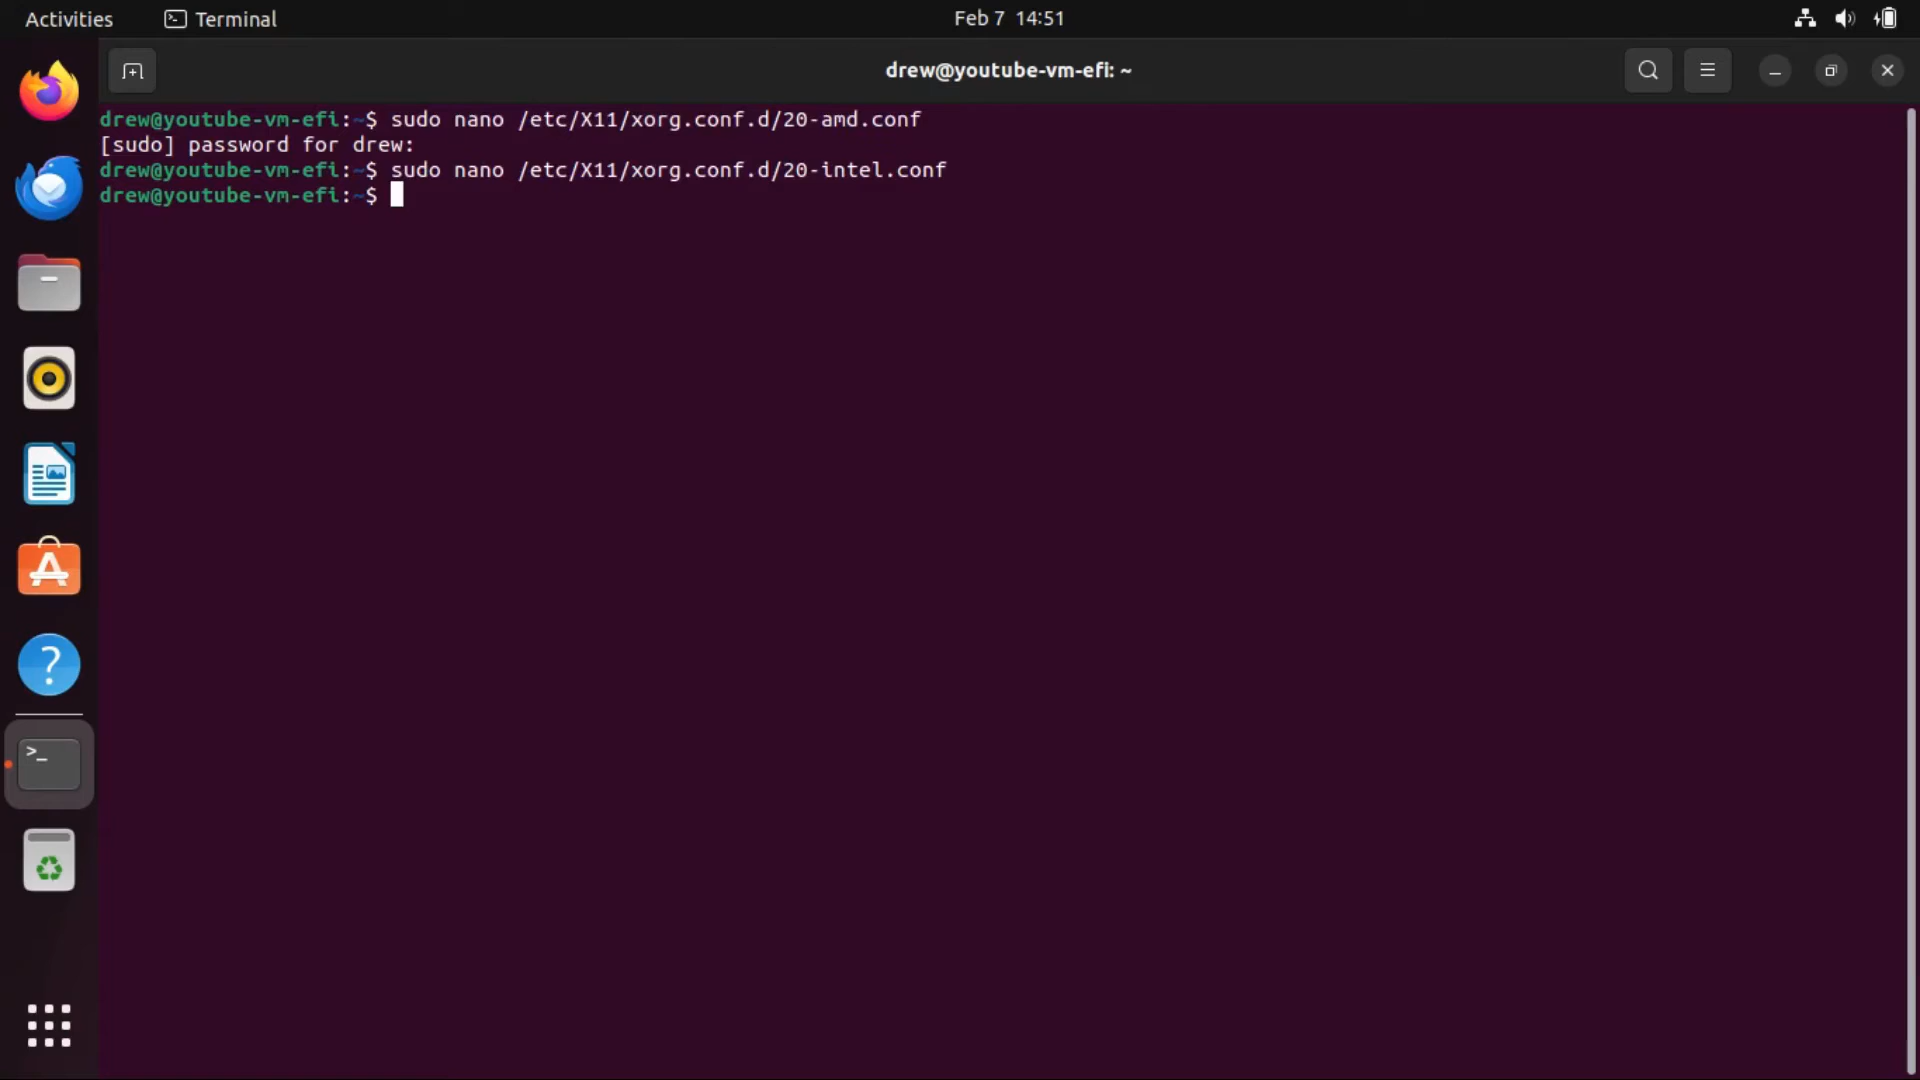 Activities
Terminal
Feb 7 14:51
drew@youtube-vm-efi: ~
drew@youtube-vm-efi:~$ sudo nano /etc/X11/xorg.conf.d/20-amd.conf
[sudo] password for drew:
drew@youtube-vm-efi:~$ sudo nano /etc/X11/xorg.conf.d/20-intel.conf
drew@youtube-vm-efi:~$